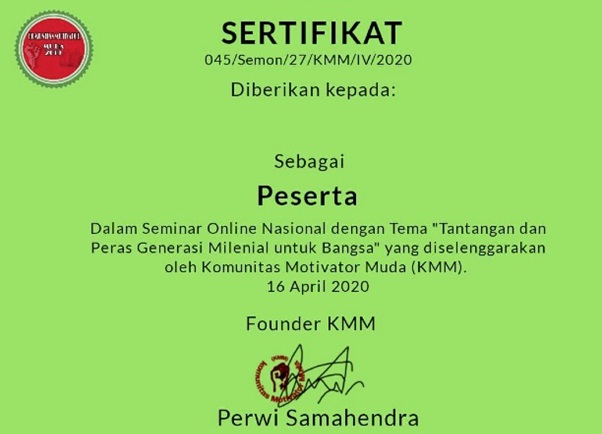 KOMUNITAS MOTIVATOR
MUDA
SERTIFIKAT
045/Semon/27/KMM/IV/2020
Diberikan kepada:
Sebagai
Peserta
Dalam Seminar Online Nasional dengan Tema "Tantangan dan
Peras Generasi Milenial untuk Bangsa" yang diselenggarakan
oleh Komunitas Motivator Muda (KMM).
16 April 2020
Founder KMM
Komunitas Motivator Muda
Perwi Samahendra